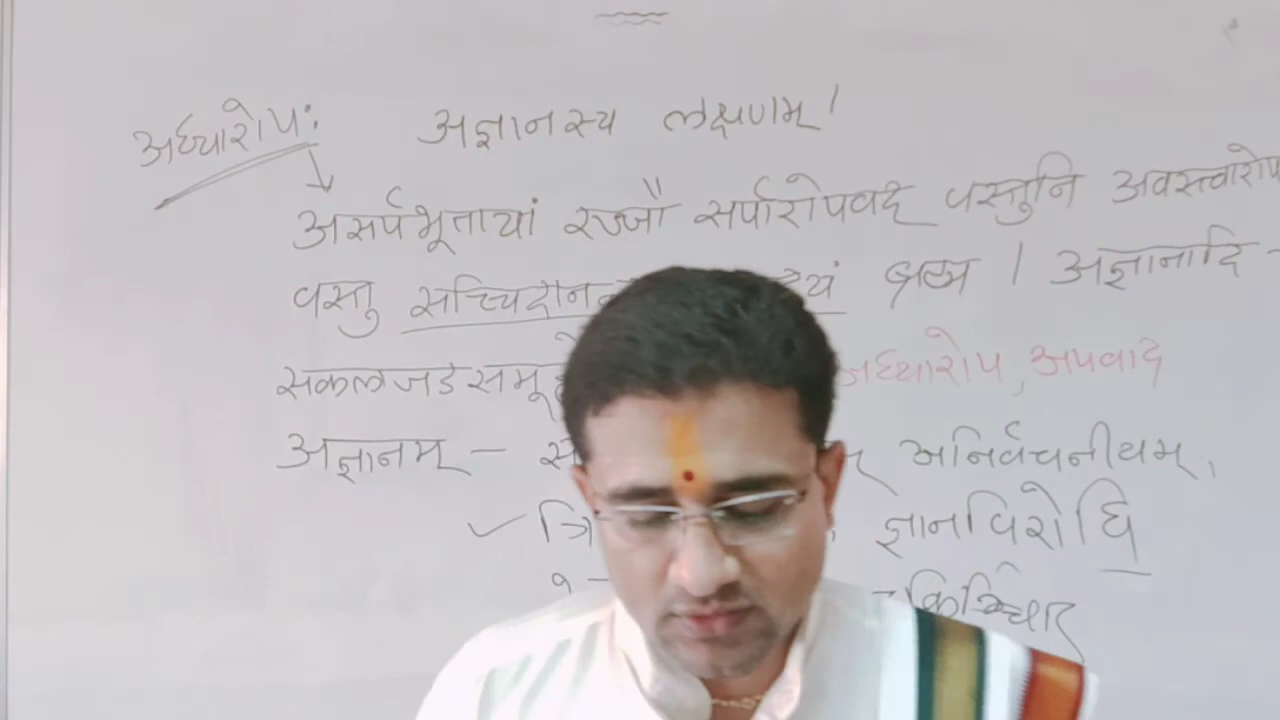 अध्यारोपः अज्ञानस्य लक्षणम्।
असर्पभूतायां रज्जौ सर्पारोपवद् वस्तुनि अवस्त्वारोप
वस्तु सच्चिदान ब्रह्म । अज्ञानादि -
सकलजडसमूह अध्यारोप, अपवाद
अज्ञानम् - अनिर्वचनीयम्,
त्रि ज्ञानविरोधि
किञ्चिद्